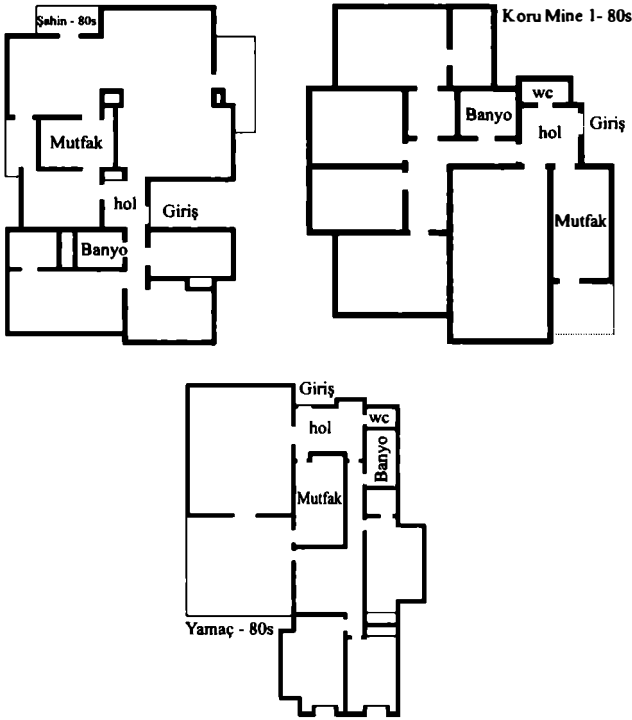 Şahin - 80s
Mutfak
hol
Giriş
Banyo
Koru Mine 1- 80s
wc
Banyo
hol
Giriş
Mutfak
Giriş
hol
wc
Banyo
Mutfak
Yamaç - 80s